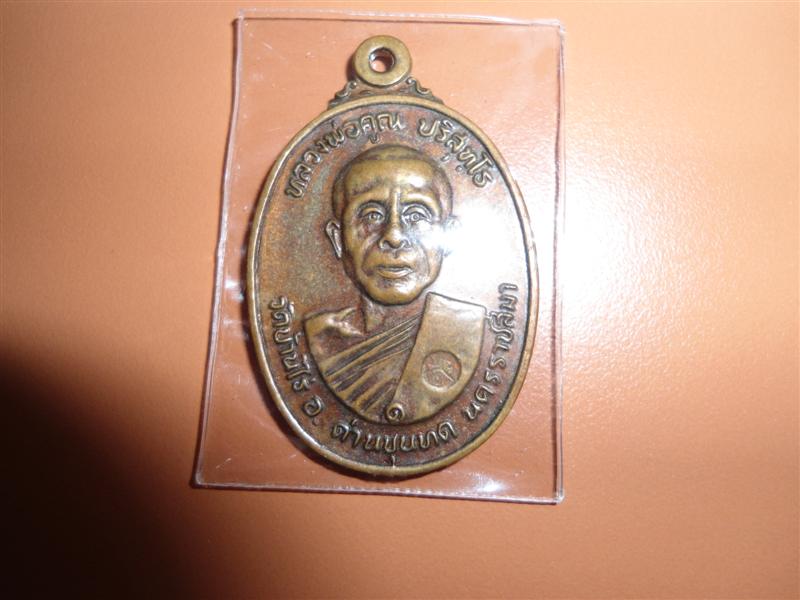 หลวงพ่อคูณ ปริสุทฺโธ
วัดบ้านไร่ อ. ด่านขุนทด นครราชสีมา
๑